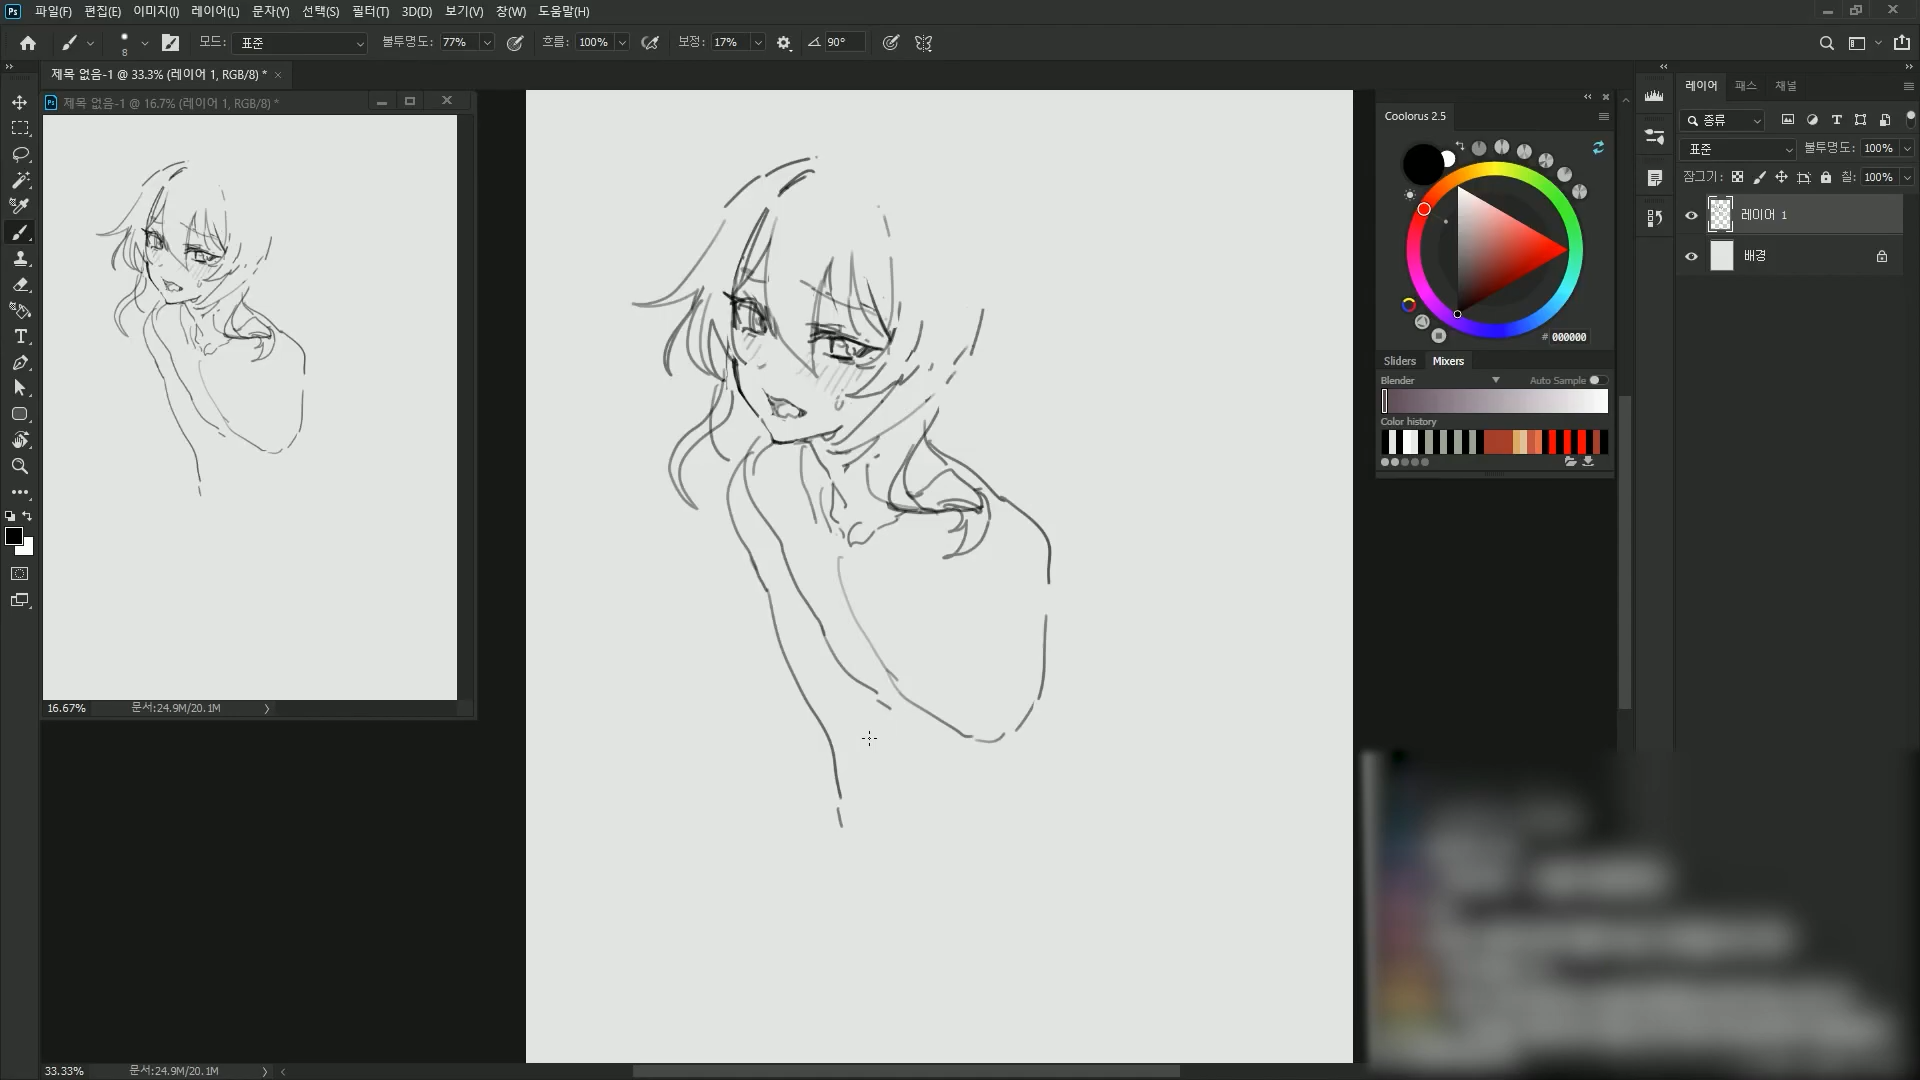 Ps 파일(F) 편집(E) 이미지(I) 레이어(L) 문자(Y) 선택(S) 필터(T) 3D(D) 보기(V) 창(W) 도움말(H)
8 모드: 표준 불투명도: 77% 흐름: 100% 보정: 17% 90°
제목 없음-1 @ 33.3% (레이어 1, RGB/8) *
Ps 제목 없음-1 @ 16.7% (레이어 1, RGB/8) *
16.67% 문서:24.9M/20.1M
33.33% 문서:24.9M/20.1M
Coolorus 2.5
# 000000
Sliders Mixers
Blender Auto Sample
Color history
레이어 패스 채널
종류
표준 불투명도: 100%
잠그기: 칠: 100%
레이어 1
배경